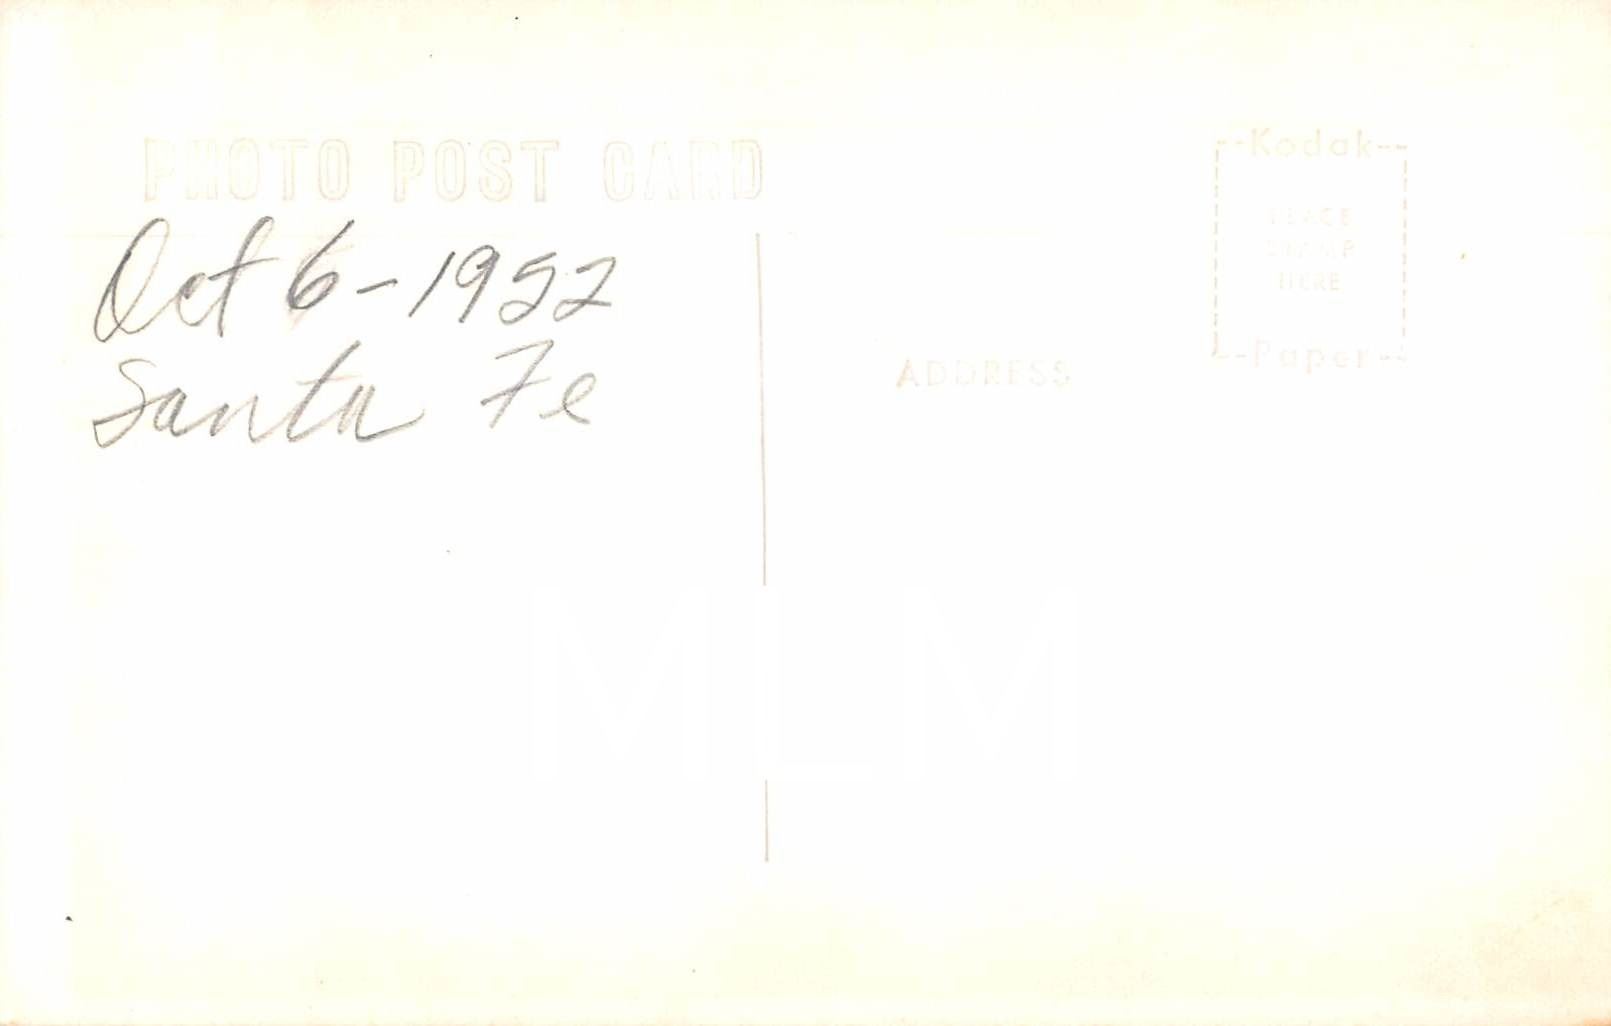 PHOTO POST CARD
Oct 6-1952
Santa Fe
ADDRESS
Kodak
PLACE
STAMP
HERE
Paper
MLM